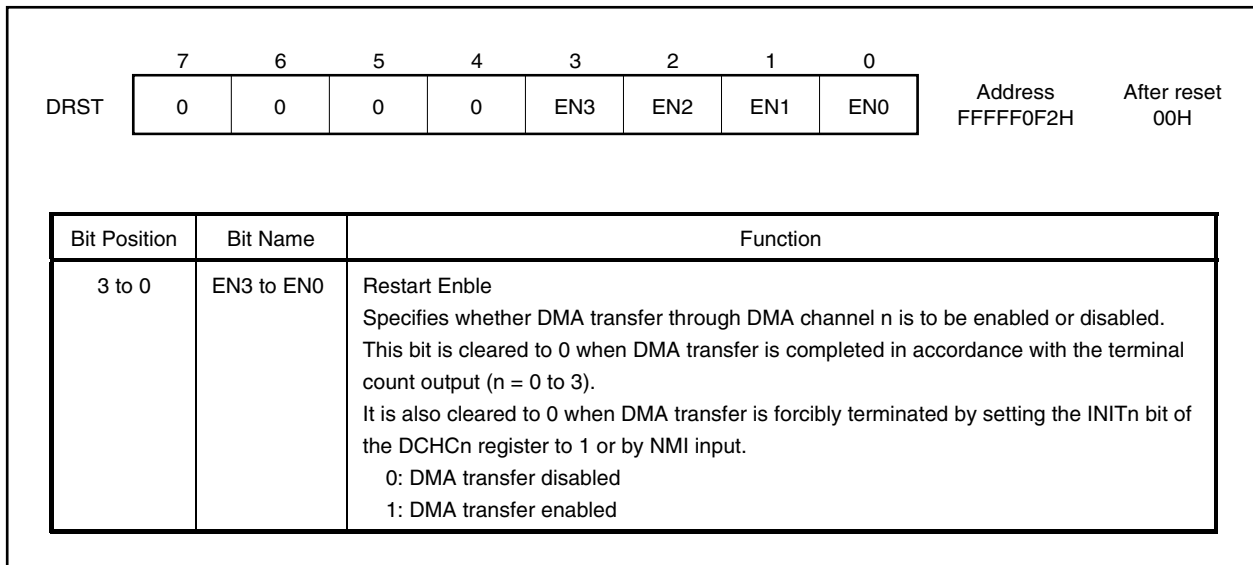 7 6 5 4 3 2 1 0
DRST 0 0 0 0 EN3 EN2 EN1 EN0 Address After reset
FFFFF0F2H 00H
Bit Position Bit Name Function
3 to 0 EN3 to EN0 Restart Enble
Specifies whether DMA transfer through DMA channel n is to be enabled or disabled.
This bit is cleared to 0 when DMA transfer is completed in accordance with the terminal
count output (n = 0 to 3).
It is also cleared to 0 when DMA transfer is forcibly terminated by setting the INITn bit of
the DCHCn register to 1 or by NMI input.
0: DMA transfer disabled
1: DMA transfer enabled